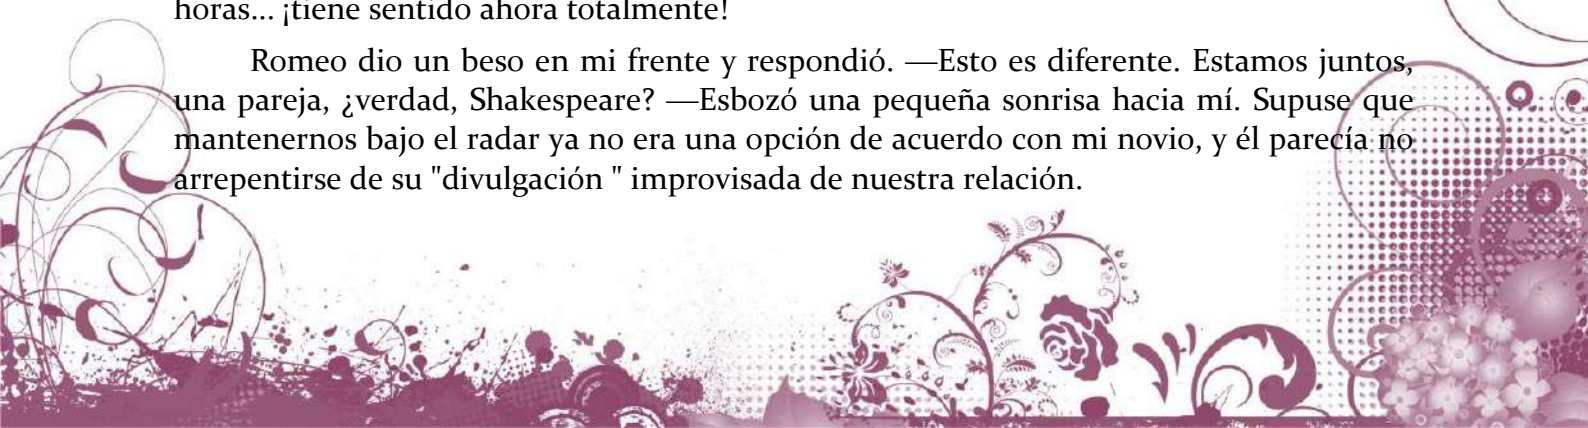 horas... ¡tiene sentido ahora totalmente!
Romeo dio un beso en mi frente y respondió. —Esto es diferente. Estamos juntos,
una pareja, ¿verdad, Shakespeare? —Esbozó una pequeña sonrisa hacia mí. Supuse que
mantenernos bajo el radar ya no era una opción de acuerdo con mi novio, y él parecía no
arrepentirse de su "divulgación " improvisada de nuestra relación.